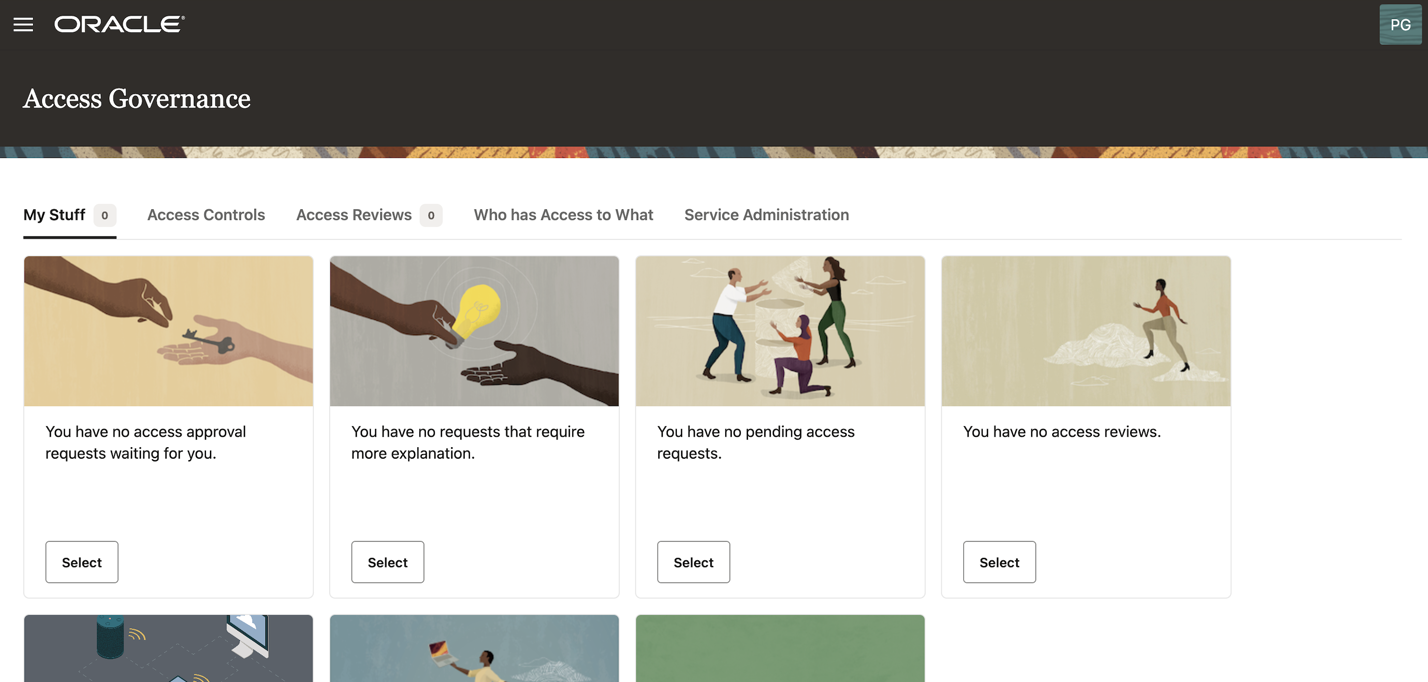 ORACLE®
PG
Access Governance
My Stuff 0 Access Controls Access Reviews 0 Who has Access to What Service Administration
You have no access approval
requests waiting for you.
Select
You have no requests that require
more explanation.
Select
You have no pending access
requests.
Select
You have no access reviews.
Select